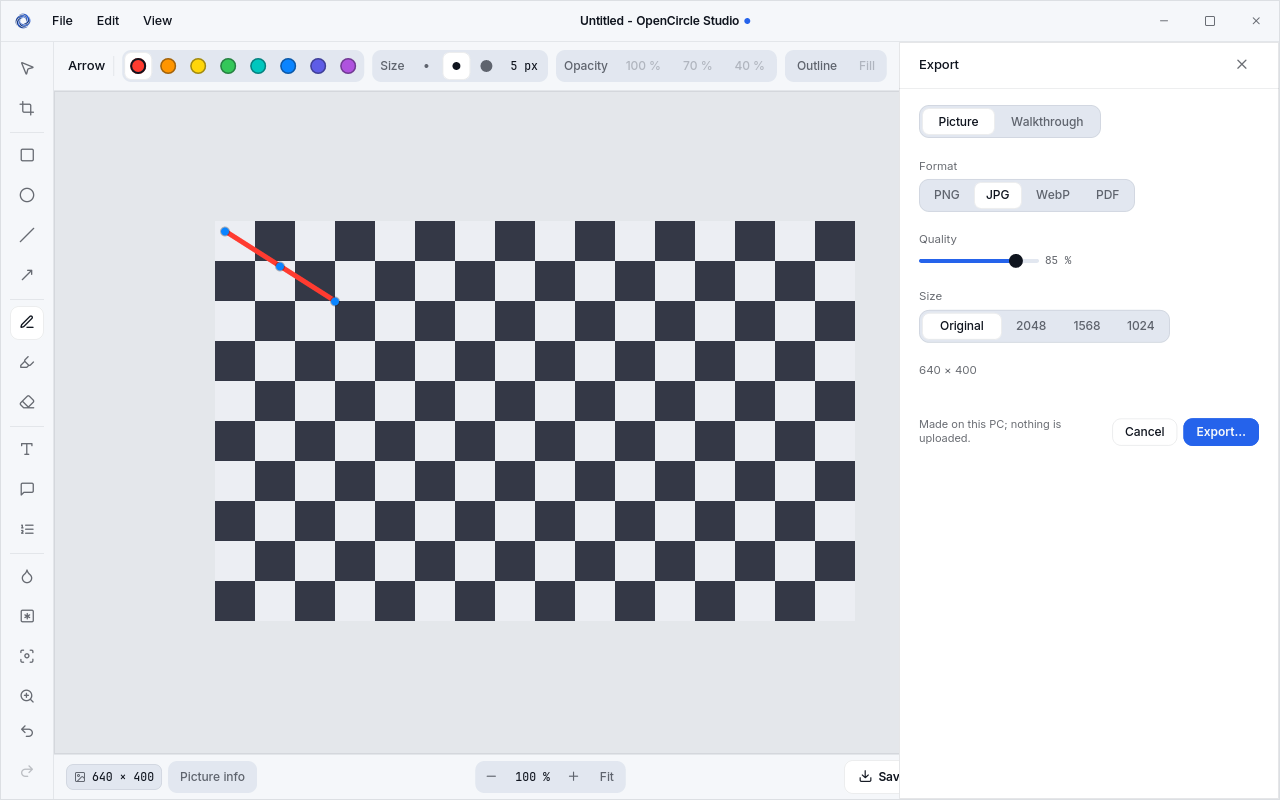 File Edit View
Untitled - OpenCircle Studio
Arrow
Size 5 px
Opacity 100 % 70 % 40 %
Outline Fill
Export
Picture Walkthrough
Format
PNG JPG WebP PDF
Quality
85 %
Size
Original 2048 1568 1024
640 × 400
Made on this PC; nothing is
uploaded.
Cancel Export...
640 × 400 Picture info
100 % Fit
Sav